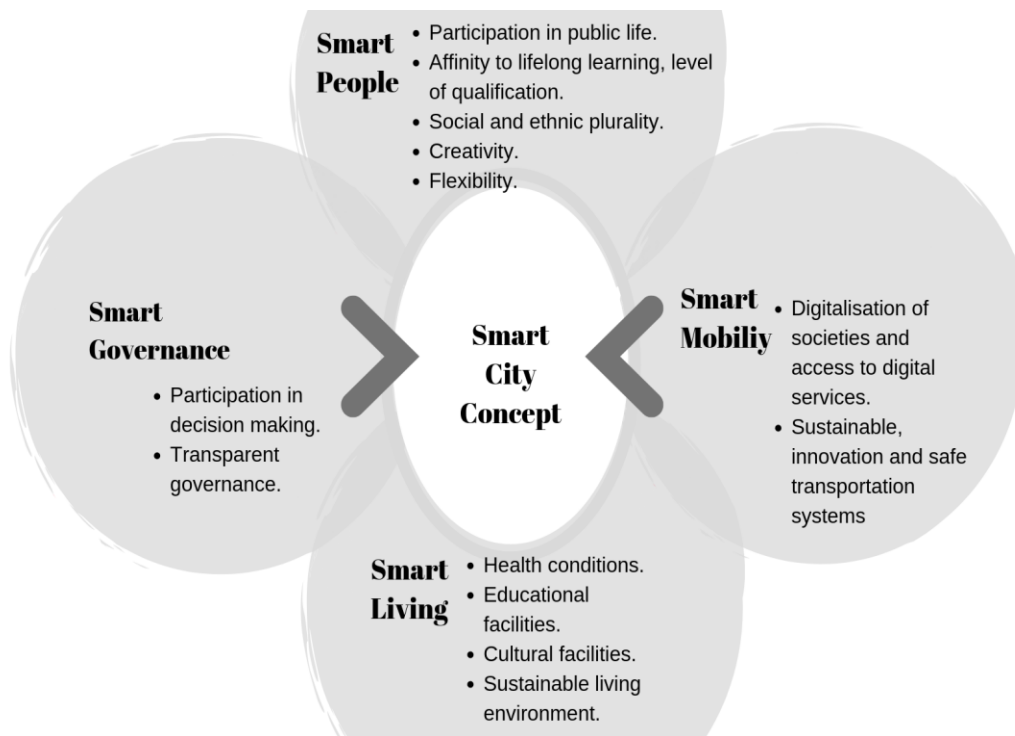 Smart
People
• Participation in public life.
• Affinity to lifelong learning, level
of qualification.
• Social and ethnic plurality.
• Creativity.
• Flexibility.
Smart
Governance
• Participation in
decision making.
• Transparent
governance.
Smart
City
Concept
Smart
Mobiliy
• Digitalisation of
societies and
access to digital
services.
• Sustainable,
innovation and safe
transportation
systems
Smart
Living
• Health conditions.
• Educational
facilities.
• Cultural facilities.
• Sustainable living
environment.